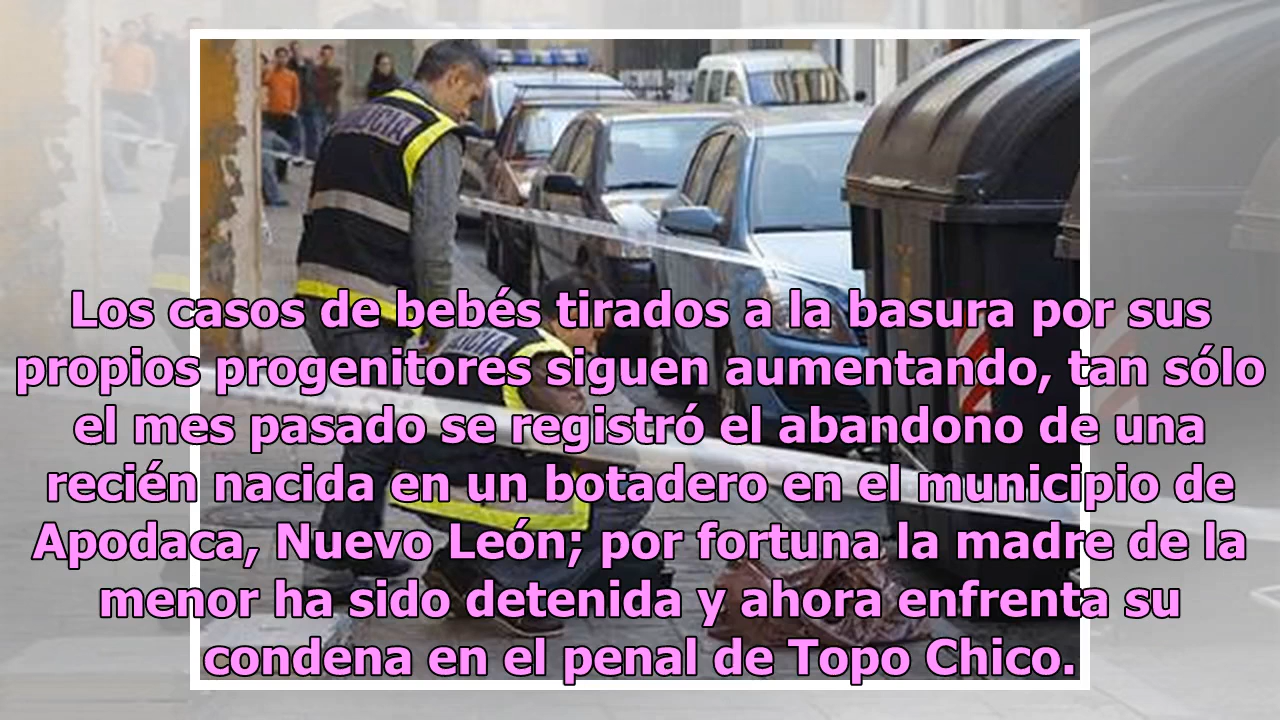 POLICIA
POLICIA
Los casos de bebés tirados a la basura por sus
propios progenitores siguen aumentando, tan sólo
el mes pasado se registró el abandono de una
recién nacida en un botadero en el municipio de
Apodaca, Nuevo León; por fortuna la madre de la
menor ha sido detenida y ahora enfrenta su
condena en el penal de Topo Chico.